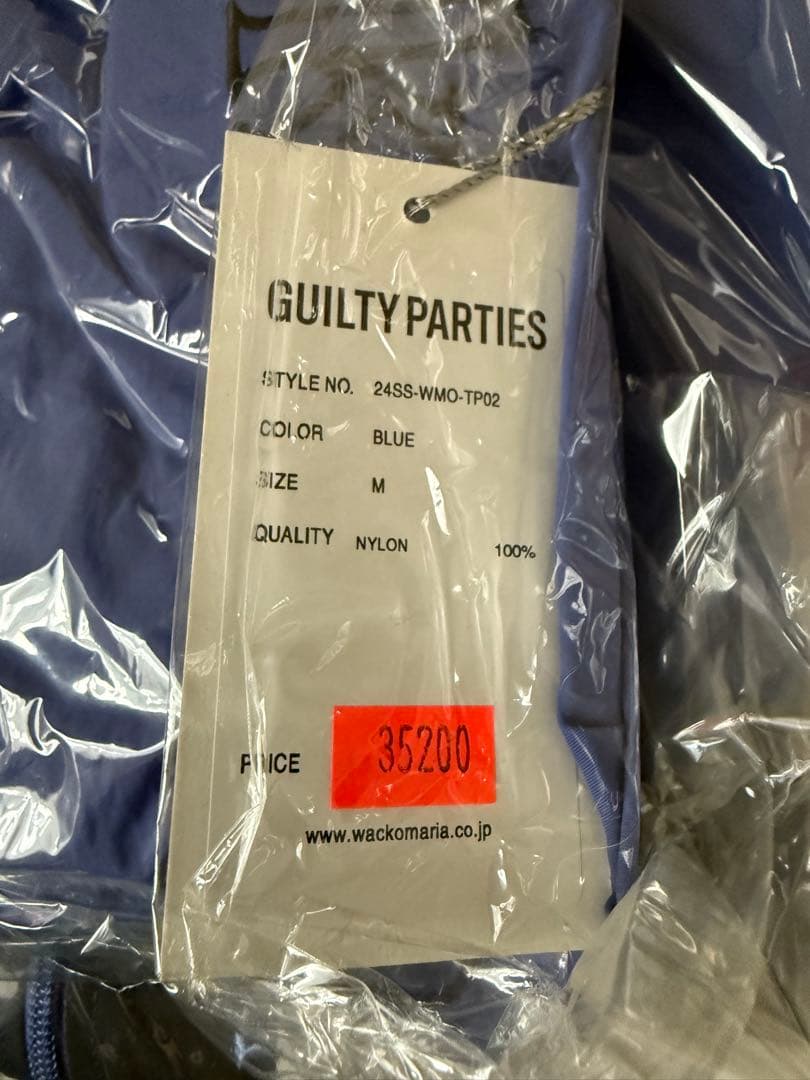 GUILTY PARTIES
STYLE NO. 24SS-WMO-TP02
COLOR BLUE
SIZE M
QUALITY NYLON 100%
PRICE 35200
www.wackomaria.co.jp